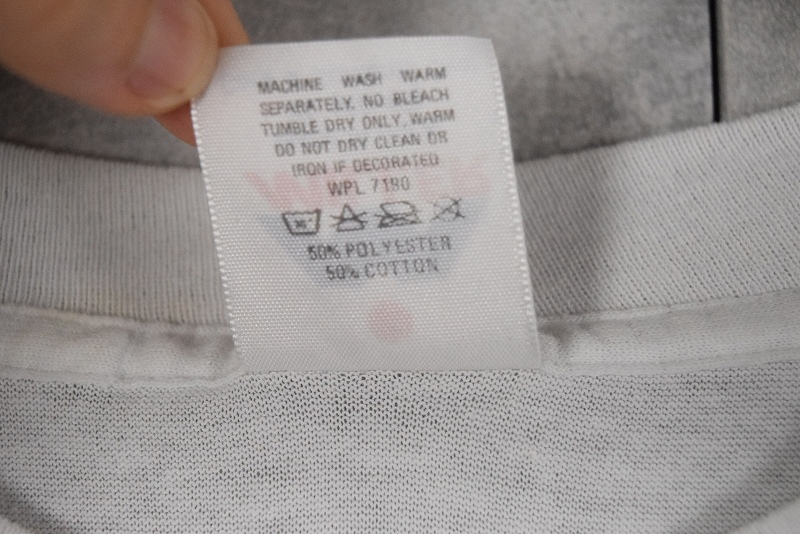 MACHINE WASH WARM
SEPARATELY. NO BLEACH
TUMBLE DRY ONLY. WARM
DO NOT DRY CLEAN OR
IRON IF DECORATED
WPL 7190
50% POLYESTER
50% COTTON